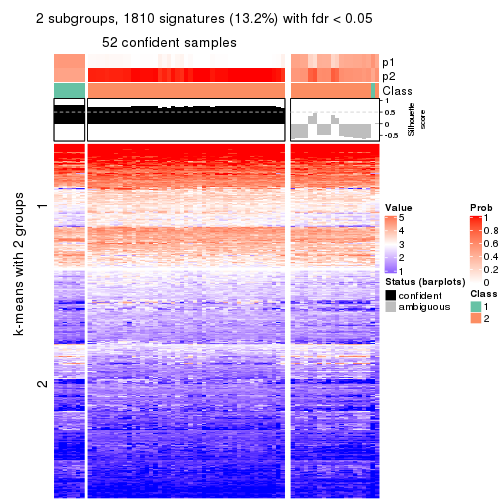 2 subgroups, 1810 signatures (13.2%) with fdr < 0.05
52 confident samples
p1
p2
Class
1
0.5
0
-0.5
Silhouette
score
k-means with 2 groups
1
2
Value
5
4
3
2
1
Status (barplots)
confident
ambiguous
Prob
1
0.8
0.6
0.4
0.2
0
Class
1
2